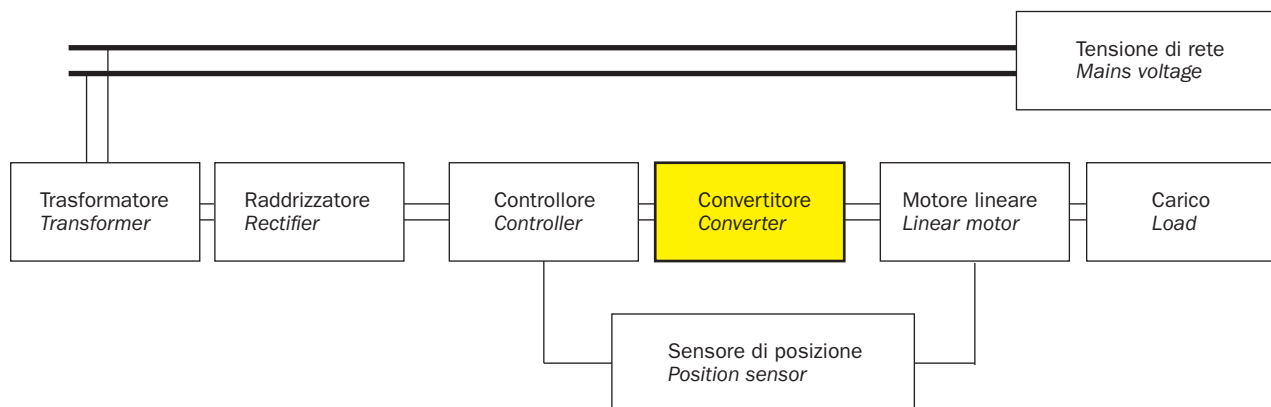 Tensione di rete
Mains voltage
Trasformatore
Transformer
Raddrizzatore
Rectifier
Controllore
Controller
Convertitore
Converter
Motore lineare
Linear motor
Carico
Load
Sensore di posizione
Position sensor